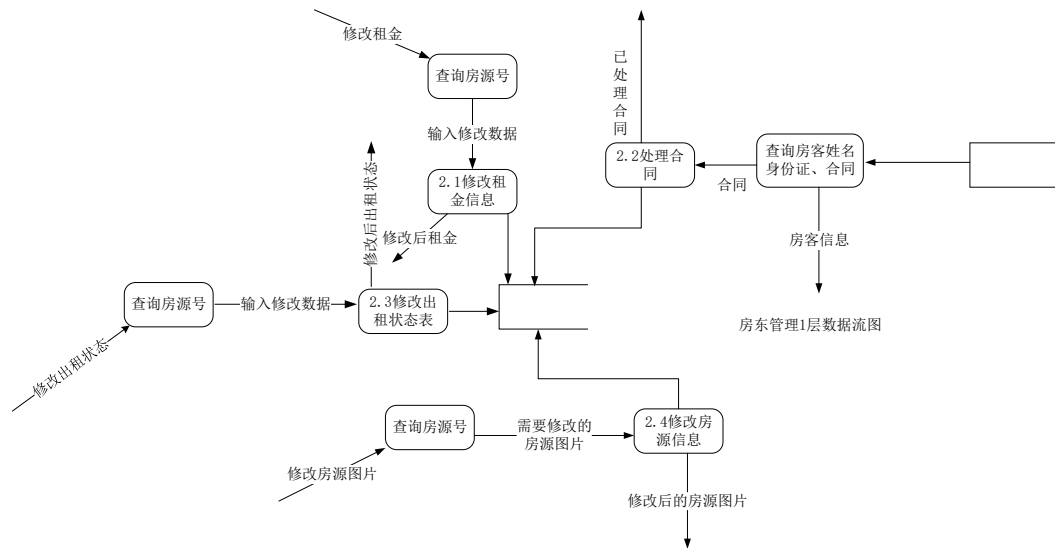 修改租金
查询房源号
输入修改数据
2.1修改租
金信息
修改后租金
修改后出租状态
已处理合同
2.2处理合
同
合同
查询房客姓名
身份证、合同
房客信息
房东管理1层数据流图
查询房源号
输入修改数据
2.3修改出
租状态表
修改出租状态
查询房源号
修改房源图片
需要修改的
房源图片
2.4修改房
源信息
修改后的房源图片